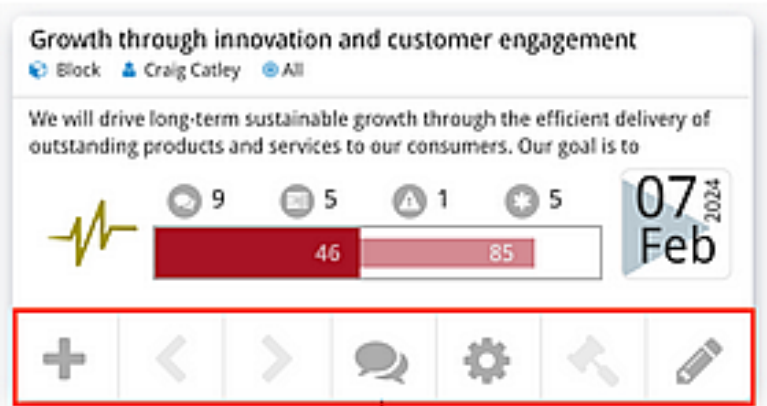 Growth through innovation and customer engagement
Block Craig Catley All
We will drive long-term sustainable growth through the efficient delivery of
outstanding products and services to our consumers. Our goal is to
9 5 1 5
46 85
07 2024
Feb